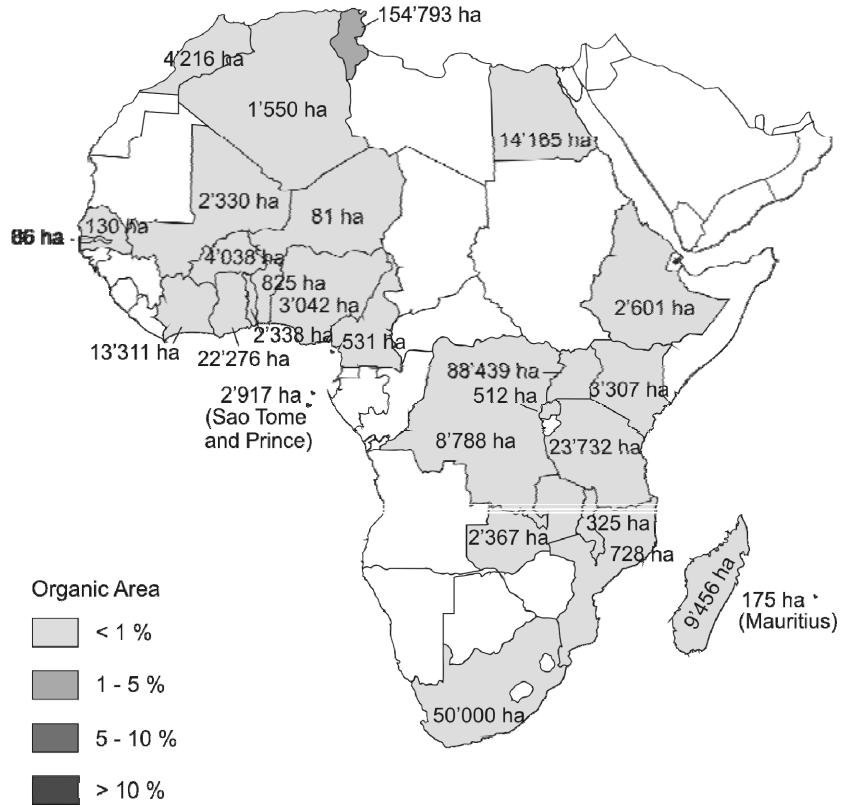 154’793 ha
4’216 ha
1’550 ha
14’165 ha
2’330 ha
81 ha
130 ha
86 ha
4’038 ha
825 ha
3’042 ha
2’601 ha
2’338 ha
531 ha
13’311 ha
22’276 ha
88’439 ha
3’307 ha
2’917 ha
(Sao Tome
and Prince)
512 ha
8’788 ha
23’732 ha
325 ha
2’367 ha
728 ha
9’456 ha
175 ha
(Mauritius)
50’000 ha
Organic Area
< 1 %
1 - 5 %
5 - 10 %
> 10 %